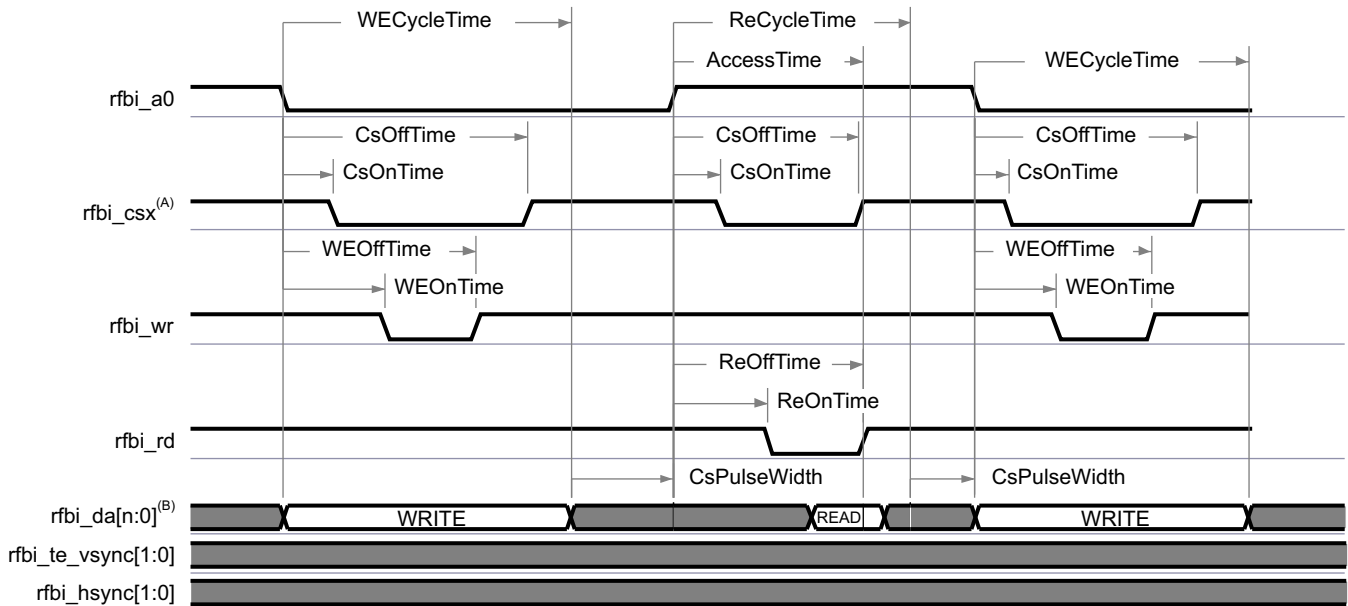 WECycleTime ReCycleTime
AccessTime WECycleTime
rfbi_a0
CsOffTime CsOffTime CsOffTime
CsOnTime CsOnTime CsOnTime
rfbi_csx(A)
WEOffTime WEOffTime
WEOnTime WEOnTime
rfbi_wr
ReOffTime
ReOnTime
rfbi_rd
CsPulseWidth CsPulseWidth
rfbi_da[n:0](B) WRITE READ WRITE
rfbi_te_vsync[1:0]
rfbi_hsync[1:0]